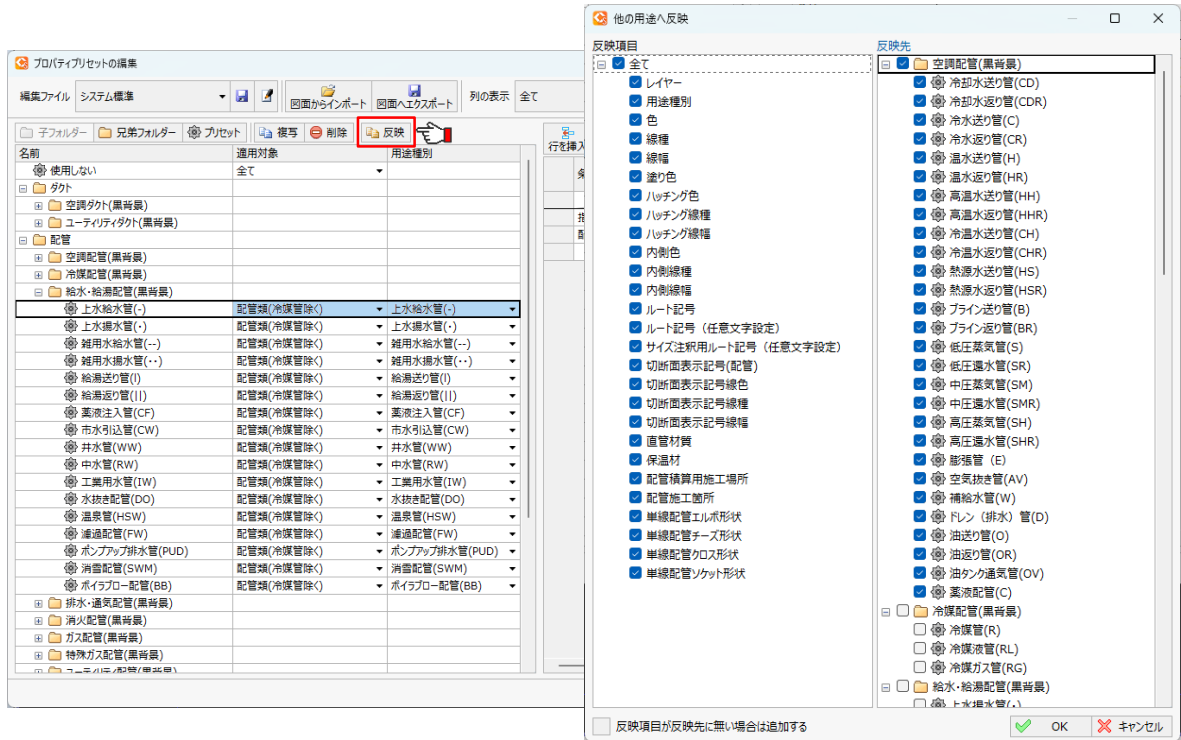 プロパティプリセットの編集
編集ファイル システム標準 図面からインポート 図面へエクスポート 列の表示 全て
子フォルダー 兄弟フォルダー プリセット 複写 削除 反映
行を挿入
名前 適用対象 用途種別
使用しない 全て
ダクト
空調ダクト(黒背景)
ユーティリティダクト(黒背景)
配管
空調配管(黒背景)
冷媒配管(黒背景)
給水・給湯配管(黒背景)
上水給水管(-) 配管類(冷媒管除く) 上水給水管(-)
上水揚水管(・) 配管類(冷媒管除く) 上水揚水管(・)
雑用水給水管(--) 配管類(冷媒管除く) 雑用水給水管(--)
雑用水揚水管(・・) 配管類(冷媒管除く) 雑用水揚水管(・・)
給湯送り管(I) 配管類(冷媒管除く) 給湯送り管(I)
給湯返り管(||) 配管類(冷媒管除く) 給湯返り管(||)
薬液注入管(CF) 配管類(冷媒管除く) 薬液注入管(CF)
市水引込管(CW) 配管類(冷媒管除く) 市水引込管(CW)
井水管(WW) 配管類(冷媒管除く) 井水管(WW)
中水管(RW) 配管類(冷媒管除く) 中水管(RW)
工業用水管(IW) 配管類(冷媒管除く) 工業用水管(IW)
水抜き配管(DO) 配管類(冷媒管除く) 水抜き配管(DO)
温泉管(HSW) 配管類(冷媒管除く) 温泉管(HSW)
濾過配管(FW) 配管類(冷媒管除く) 濾過配管(FW)
ポンプアップ排水管(PUD) 配管類(冷媒管除く) ポンプアップ排水管(PUD)
消雪配管(SWM) 配管類(冷媒管除く) 消雪配管(SWM)
ボイラブロー配管(BB) 配管類(冷媒管除く) ボイラブロー配管(BB)
排水・通気配管(黒背景)
消火配管(黒背景)
ガス配管(黒背景)
特殊ガス配管(黒背景)
ユーティリティ配管(黒背景)
他の用途へ反映
反映項目
全て
レイヤー
用途種別
色
線種
線幅
塗り色
ハッチング色
ハッチング線種
ハッチング線幅
内側色
内側線種
内側線幅
ルート記号
ルート記号（任意文字設定）
サイズ注釈用ルート記号（任意文字設定）
切断面表示記号(配管)
切断面表示記号線色
切断面表示記号線種
切断面表示記号線幅
直管材質
保温材
配管積算用施工場所
配管施工箇所
単線配管エルボ形状
単線配管チーズ形状
単線配管クロス形状
単線配管ソケット形状
反映先
空調配管(黒背景)
冷却水送り管(CD)
冷却水返り管(CDR)
冷水送り管(C)
冷水返り管(CR)
温水送り管(H)
温水返り管(HR)
高温水送り管(HH)
高温水返り管(HHR)
冷温水送り管(CH)
冷温水返り管(CHR)
熱源水送り管(HS)
熱源水返り管(HSR)
ブライン送り管(B)
ブライン返り管(BR)
低圧蒸気管(S)
低圧還水管(SR)
中圧蒸気管(SM)
中圧還水管(SMR)
高圧蒸気管(SH)
高圧還水管(SHR)
膨張管（E）
空気抜き管(AV)
補給水管(W)
ドレン（排水）管(D)
油送り管(O)
油返り管(OR)
油タンク通気管(OV)
薬液配管(C)
冷媒配管(黒背景)
冷媒管(R)
冷媒液管(RL)
冷媒ガス管(RG)
給水・給湯配管(黒背景)
上水揚水管(・)
反映項目が反映先に無い場合は追加する
OK キャンセル